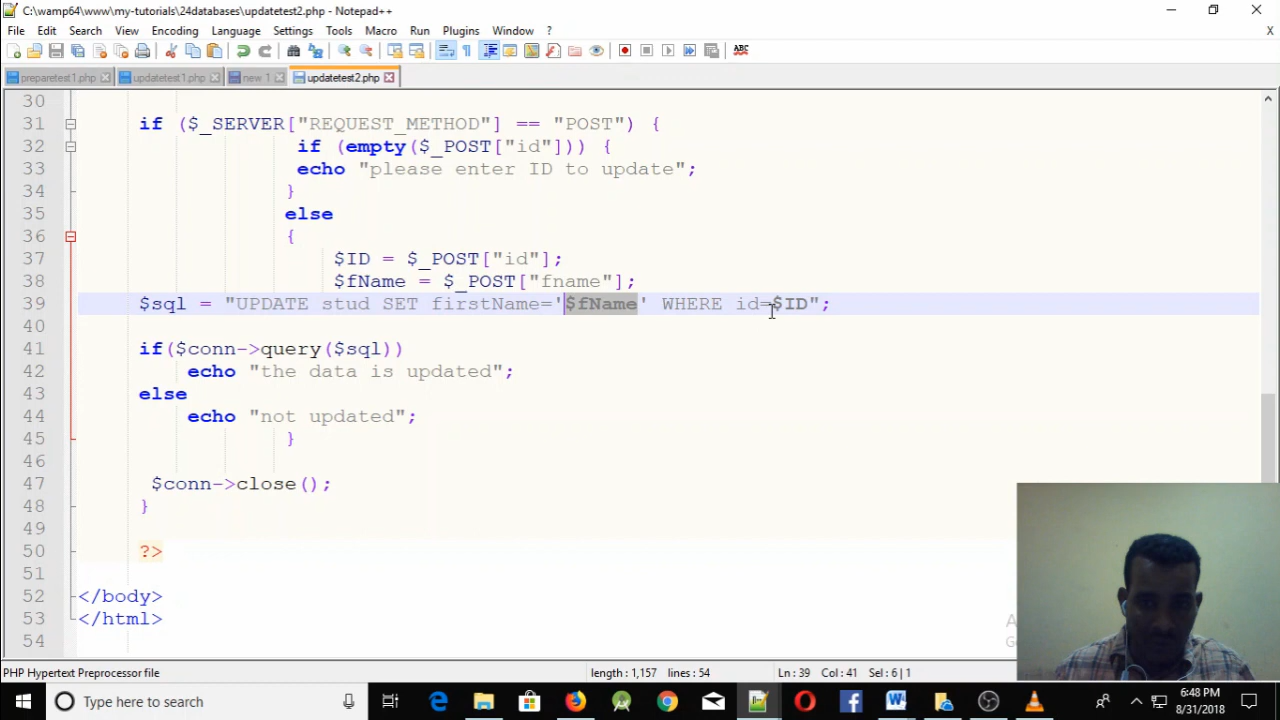 C:\wamp64\www\my-tutorials\24databases\updatetest2.php - Notepad++
File Edit Search View Encoding Language Settings Tools Macro Run Plugins Window ? X
ABC
preparetest1.php updatetest1.php new 1 updatetest2.php
30
31 if ($_SERVER["REQUEST_METHOD"] == "POST") {
32 if (empty($_POST["id"])) {
33 echo "please enter ID to update";
34 }
35 else
36 {
37 $ID = $_POST["id"];
38 $fName = $_POST["fname"];
39 $sql = "UPDATE stud SET firstName='$fName' WHERE id=$ID";
40
41 if($conn->query($sql))
42 echo "the data is updated";
43 else
44 echo "not updated";
45 }
46
47 $conn->close();
48 }
49
50 ?>
51
52 </body>
53 </html>
54
PHP Hypertext Preprocessor file length : 1,157 lines : 54 Ln : 39 Col : 41 Sel : 6 | 1
Type here to search
6:48 PM
8/31/2018